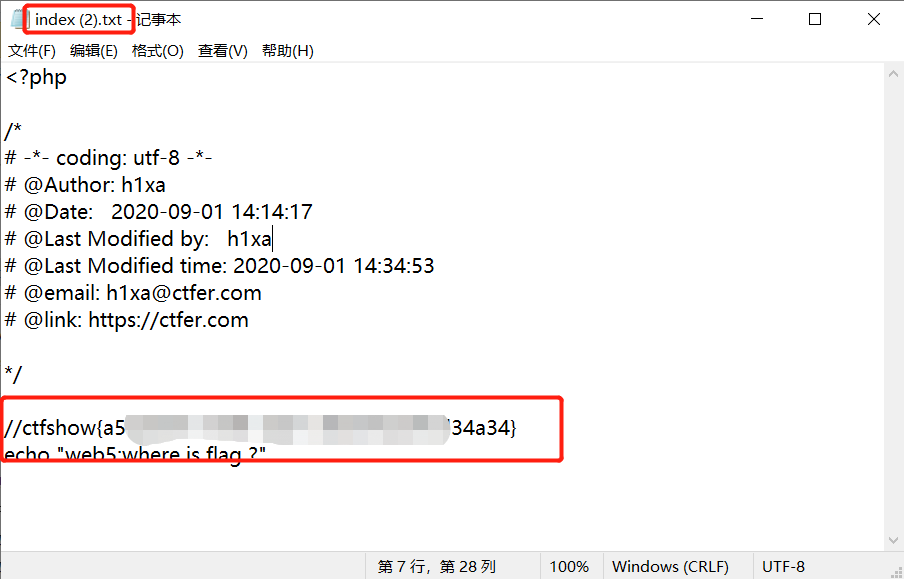 index (2).txt - 记事本
文件(F) 编辑(E) 格式(O) 查看(V) 帮助(H)
<?php
/*
# -*- coding: utf-8 -*-
# @Author: h1xa
# @Date:   2020-09-01 14:14:17
# @Last Modified by:   h1xa
# @Last Modified time: 2020-09-01 14:34:53
# @email: h1xa@ctfer.com
# @link: https://ctfer.com
*/
//ctfshow{a5 34a34}
echo "web5:where is flag ?"
第 7 行，第 28 列 100% Windows (CRLF) UTF-8